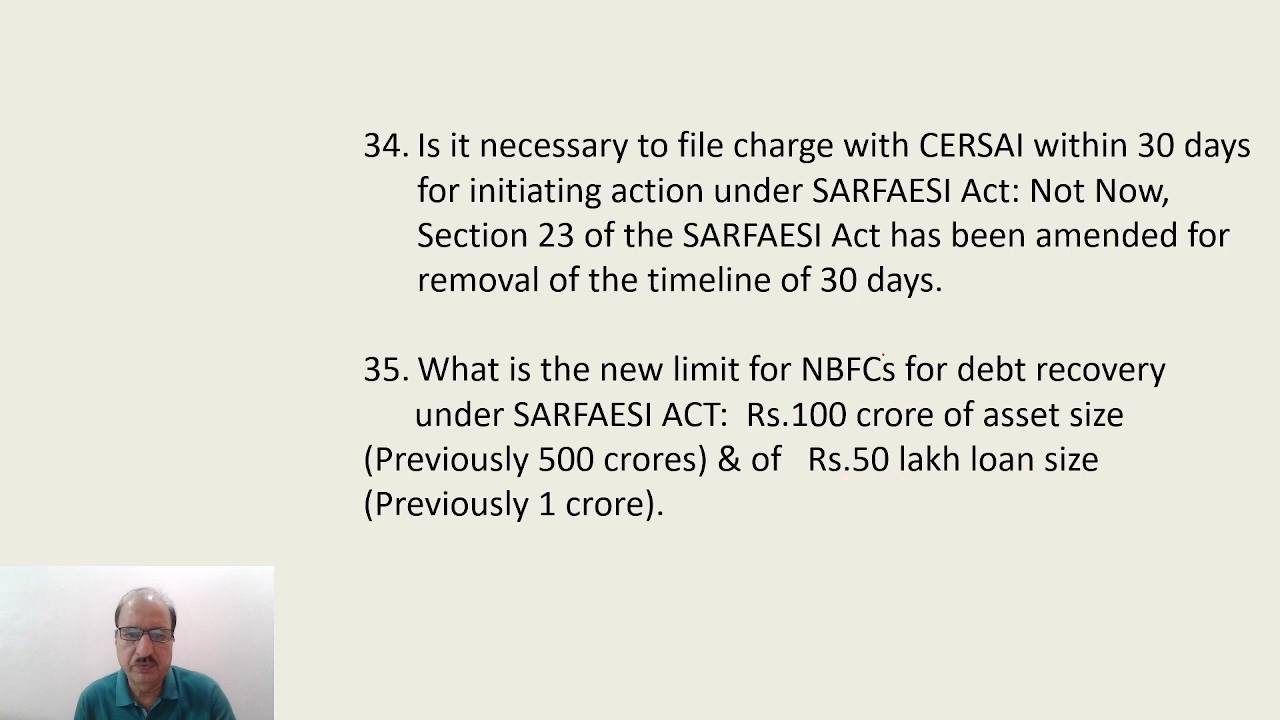 34. Is it necessary to file charge with CERSAI within 30 days
for initiating action under SARFAESI Act: Not Now,
Section 23 of the SARFAESI Act has been amended for
removal of the timeline of 30 days.
35. What is the new limit for NBFCs for debt recovery
under SARFAESI ACT: Rs.100 crore of asset size
(Previously 500 crores) & of Rs.50 lakh loan size
(Previously 1 crore).